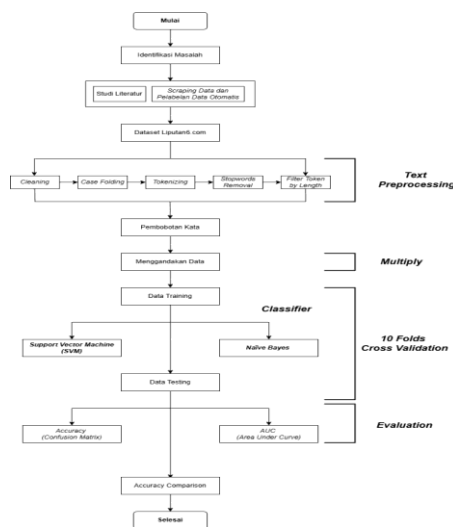 Mulai
Identifikasi Masalah
Studi Literatur
Scraping Data dan
Pelabelan Data Otomatis
Dataset Liputan6.com
Cleaning
Case Folding
Tokenizing
Stopwords
Removal
Filter Token
by Length
Text
Preprocessing
Pembobotan Kata
Menggandakan Data
Multiply
Data Training
Classifier
Support Vector Machine
(SVM)
Naïve Bayes
10 Folds
Cross Validation
Data Testing
Accuracy
(Confusion Matrix)
AUC
(Area Under Curve)
Evaluation
Accuracy Comparison
Selesai